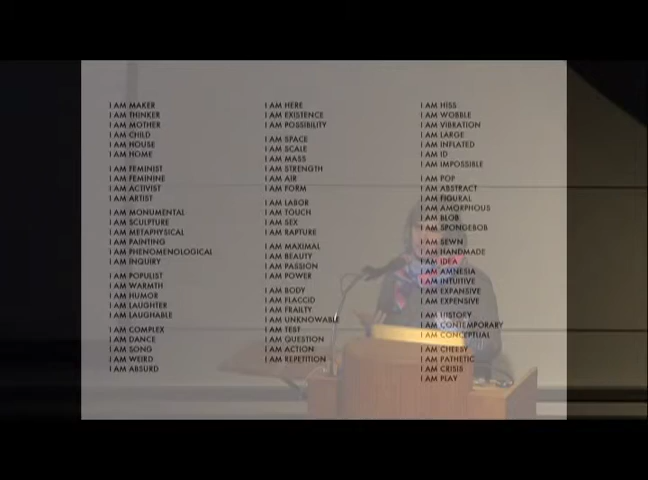 I AM MAKER
I AM THINKER
I AM MOTHER
I AM CHILD
I AM HOUSE
I AM HOME
I AM FEMINIST
I AM FEMININE
I AM ACTIVIST
I AM ARTIST
I AM MONUMENTAL
I AM SCULPTURE
I AM METAPHYSICAL
I AM PAINTING
I AM PHENOMENOLOGICAL
I AM INQUIRY
I AM POPULIST
I AM WARMTH
I AM HUMOR
I AM LAUGHTER
I AM LAUGHABLE
I AM COMPLEX
I AM DANCE
I AM SONG
I AM WEIRD
I AM ABSURD
I AM HERE
I AM EXISTENCE
I AM POSSIBILITY
I AM SPACE
I AM SCALE
I AM MASS
I AM STRENGTH
I AM AIR
I AM FORM
I AM LABOR
I AM TOUCH
I AM SEX
I AM RAPTURE
I AM MAXIMAL
I AM BEAUTY
I AM PASSION
I AM POWER
I AM BODY
I AM FLACCID
I AM FRAILTY
I AM UNKNOWABLE
I AM TEST
I AM QUESTION
I AM ACTION
I AM REPETITION
I AM HISS
I AM WOBBLE
I AM VIBRATION
I AM LARGE
I AM INFLATED
I AM ID
I AM IMPOSSIBLE
I AM POP
I AM ABSTRACT
I AM FIGURAL
I AM AMORPHOUS
I AM BLOB
I AM SPONGEBOB
I AM SEWN
I AM HANDMADE
I AM IDEA
I AM AMNESIA
I AM INTUITIVE
I AM EXPANSIVE
I AM EXPENSIVE
I AM HISTORY
I AM CONTEMPORARY
I AM CONCEPTUAL
I AM CHEESY
I AM PATHETIC
I AM CRISIS
I AM PLAY